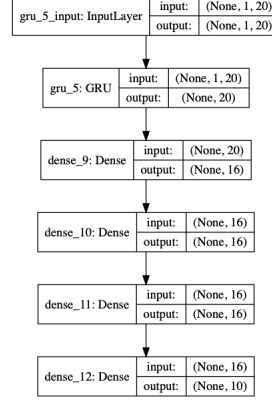 gru_5_input: InputLayer input: (None, 1, 20)
output: (None, 1, 20)
gru_5: GRU input: (None, 1, 20)
output: (None, 20)
dense_9: Dense input: (None, 20)
output: (None, 16)
dense_10: Dense input: (None, 16)
output: (None, 16)
dense_11: Dense input: (None, 16)
output: (None, 16)
dense_12: Dense input: (None, 16)
output: (None, 10)